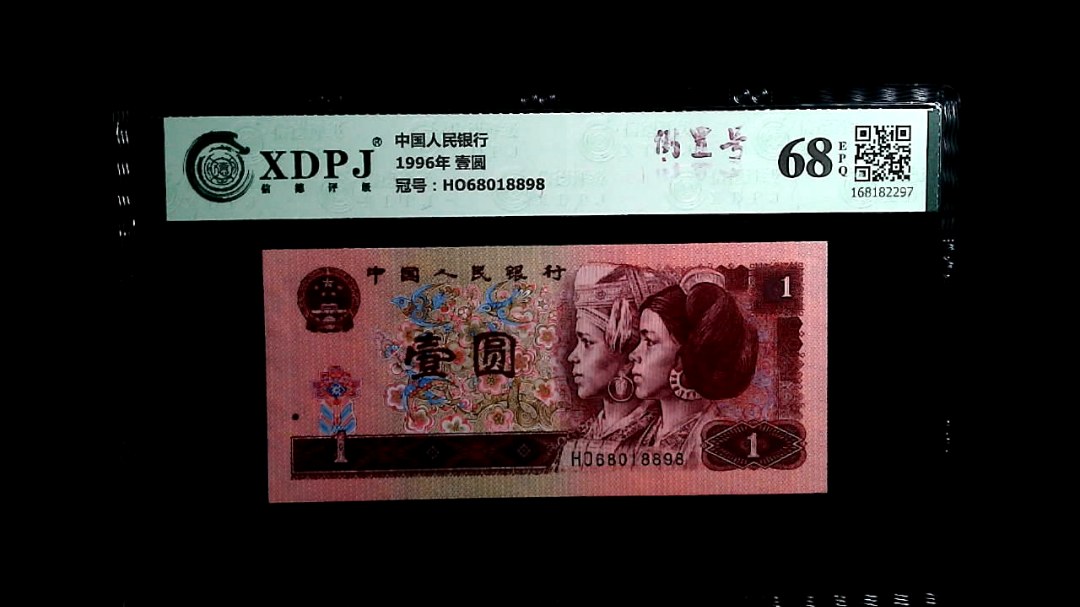 XDPJ®
信德评级
中国人民银行
1996年 壹圆
冠号：HO68018898
倒置号
68
EPQ
168182297
中国人民银行
1
壹圆
1
1
HO68018898